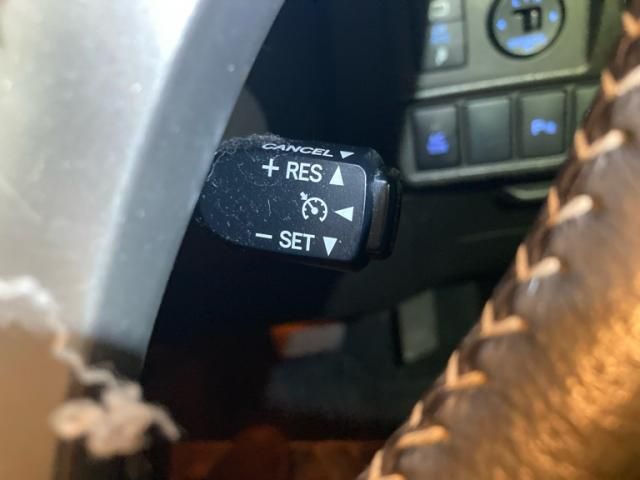 CANCEL
+ RES
- SET
P